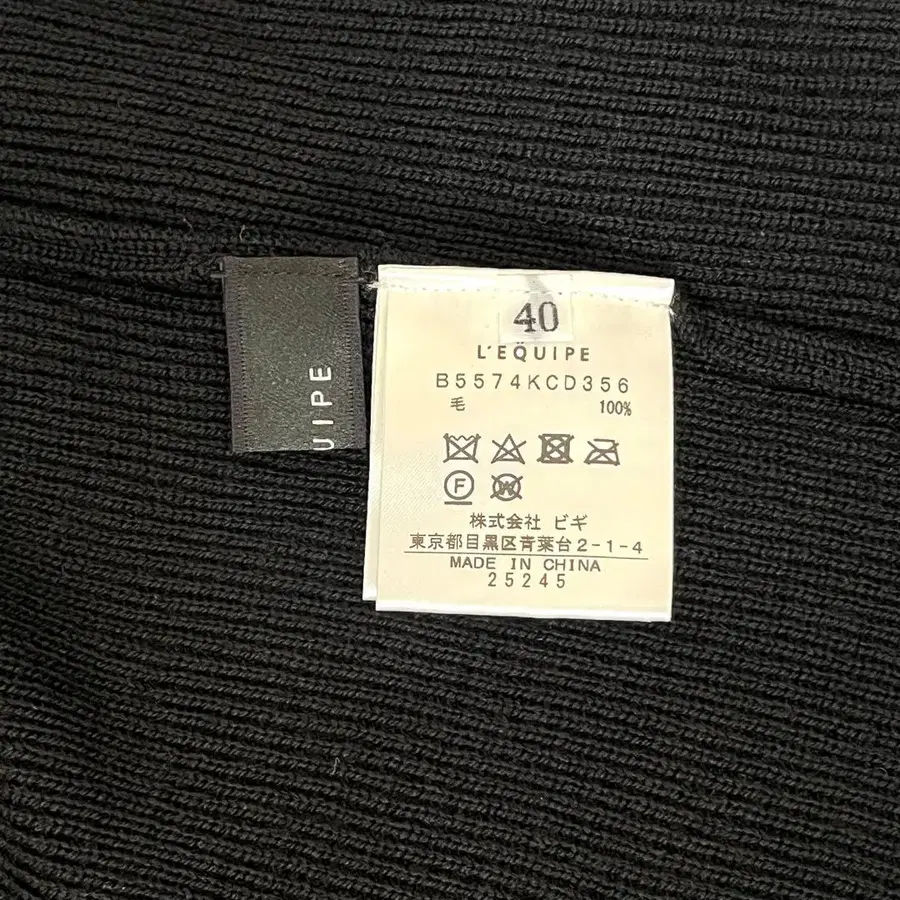 UIPE
40
L'EQUIPE
B5574KCD356
毛 100%
F
W
株式会社 ビギ
東京都目黒区青葉台2-1-4
MADE IN CHINA
25245